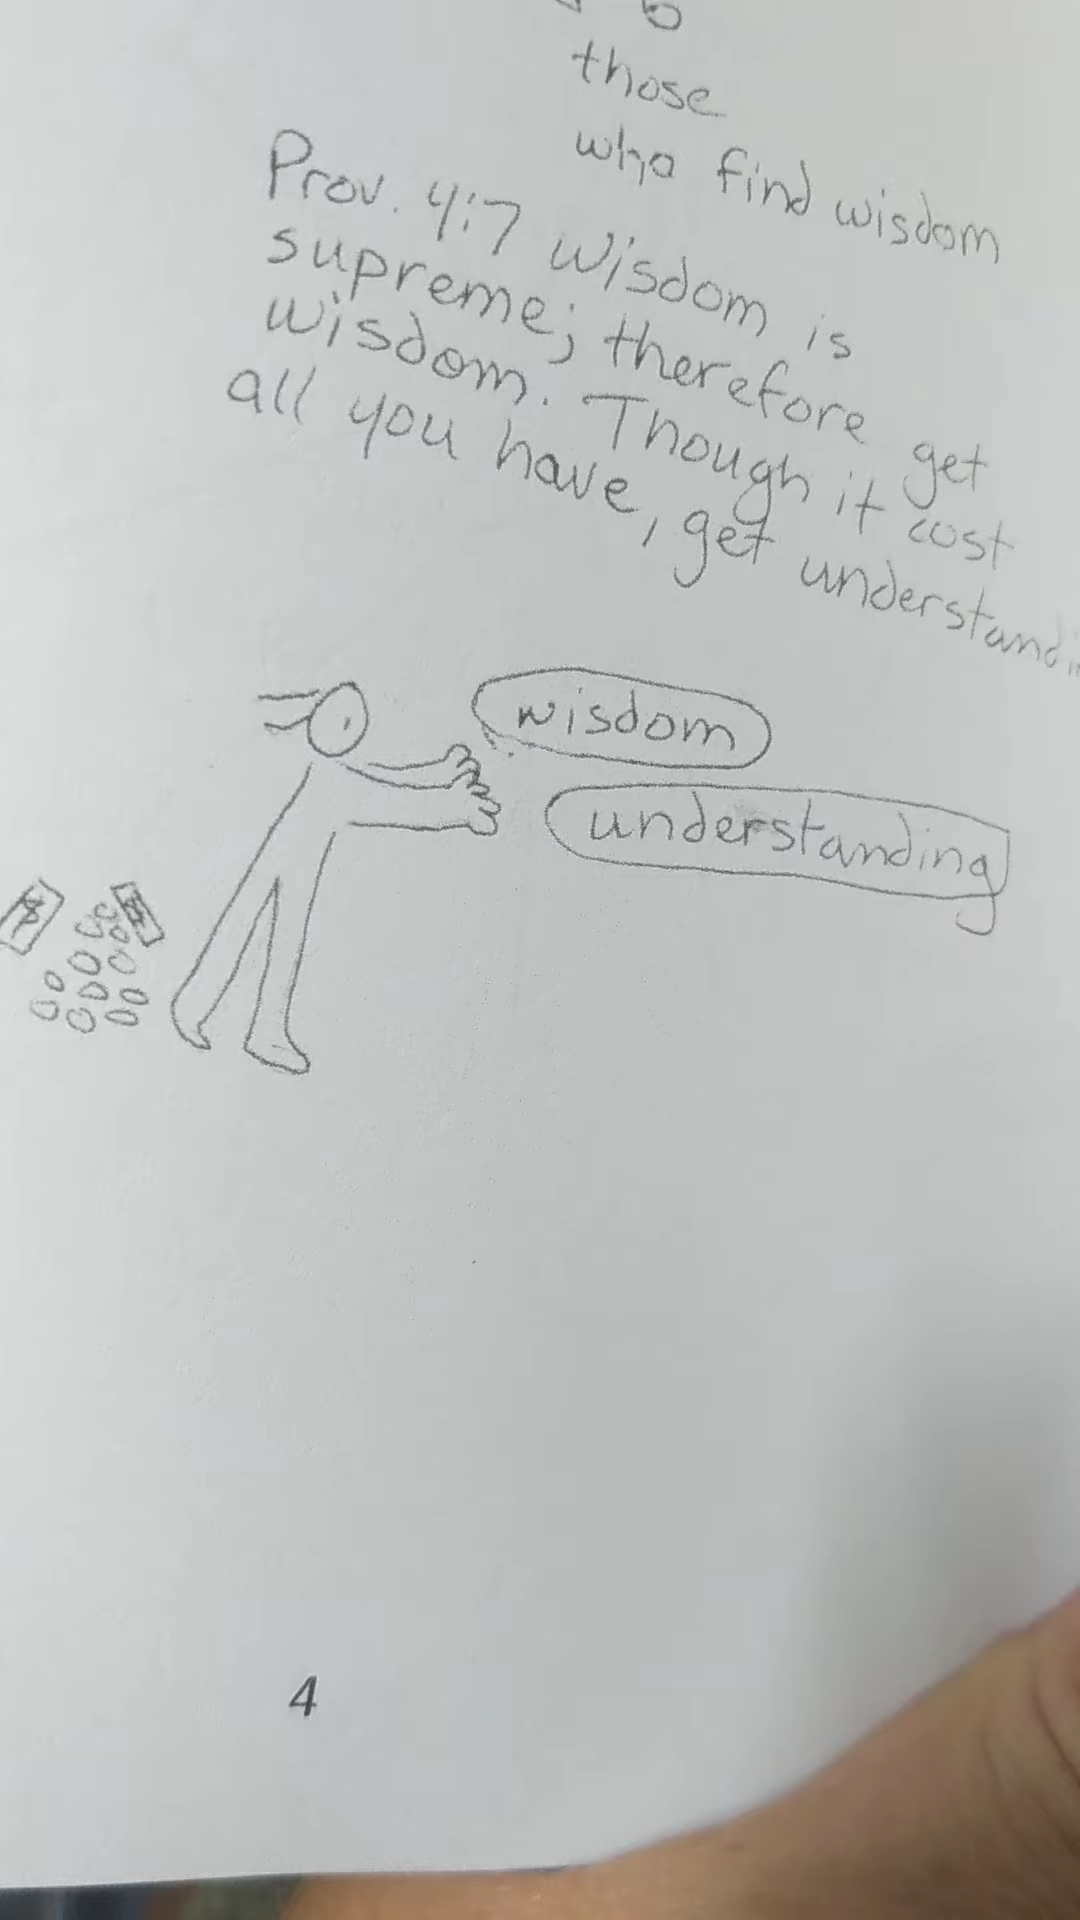 those
who find wisdom
Prov. 4:7 Wisdom is
supreme; therefore get
wisdom. Though it cost
all you have, get understandi
wisdom
understanding
4